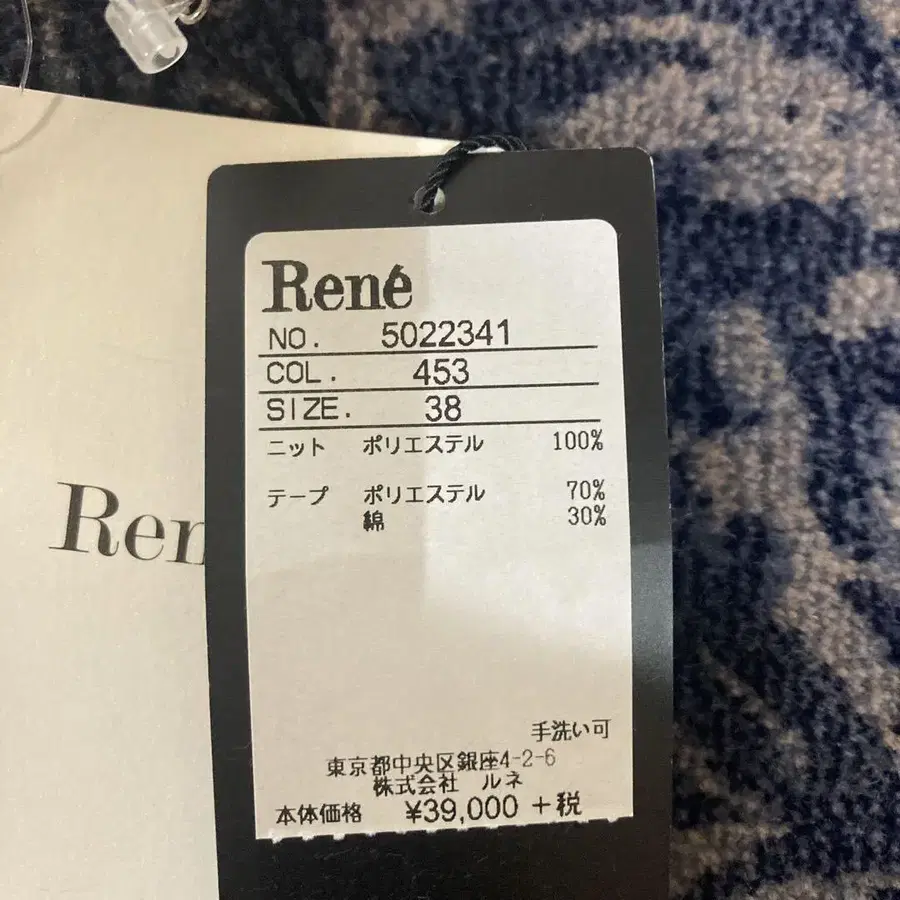 René
NO. 5022341
COL. 453
SIZE. 38
ニット ポリエステル 100%
テープ ポリエステル 70%
綿 30%
手洗い可
東京都中央区銀座4-2-6
株式会社 ルネ
本体価格 ¥39,000 +税
Ren